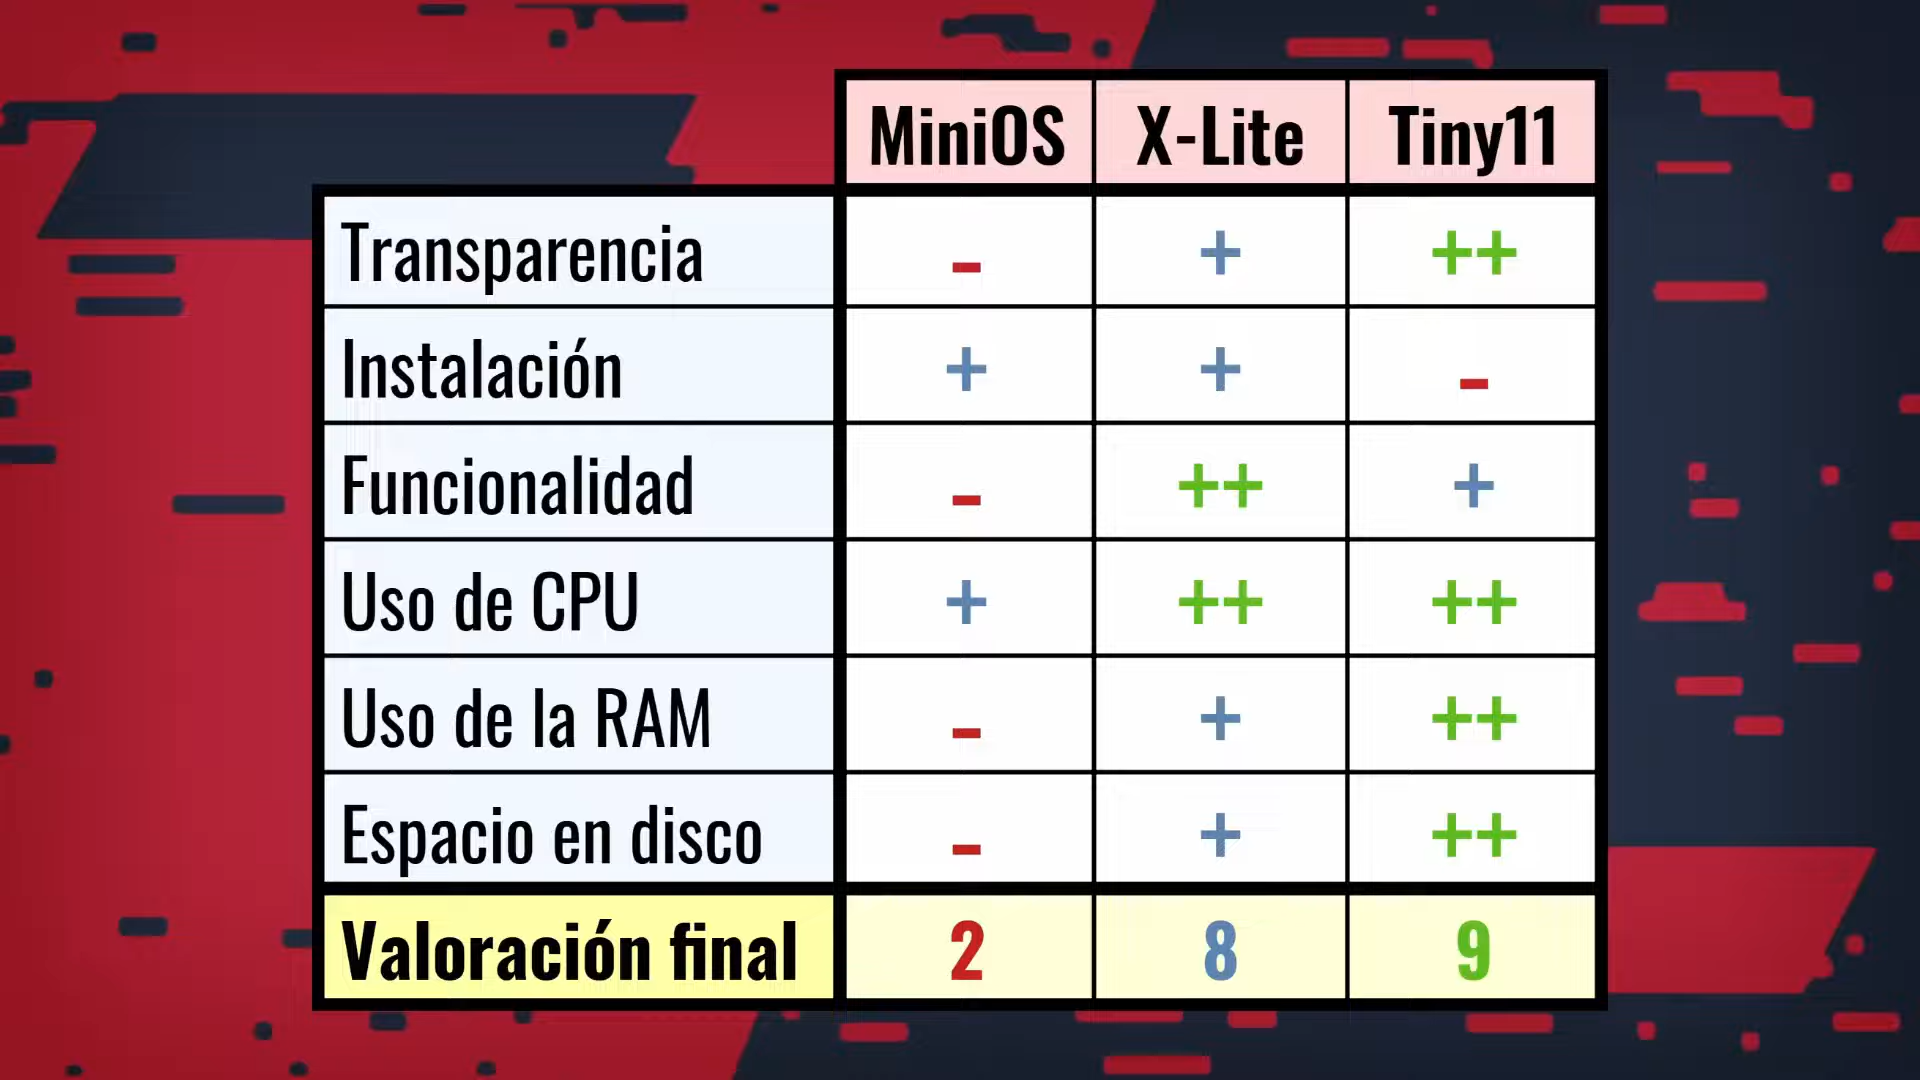 MiniOS X-Lite Tiny11
Transparencia - + ++
Instalación + + -
Funcionalidad - ++ +
Uso de CPU + ++ ++
Uso de la RAM - + ++
Espacio en disco - + ++
Valoración final 2 8 9